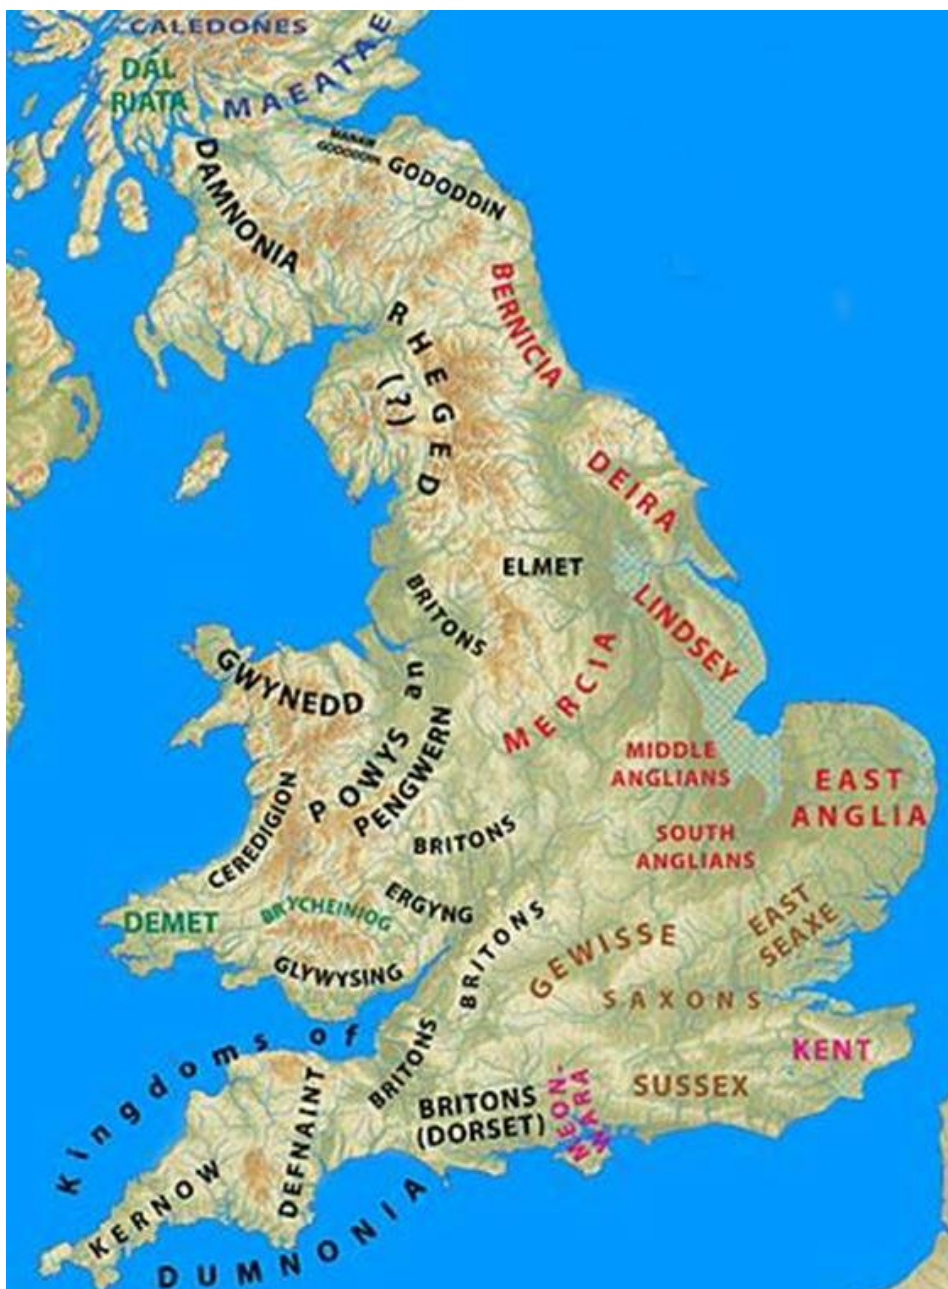 CALEDONES
DÁL
RIATA
MAEATAE
MANAW
GODODDIN
GODODDIN
DAMNONIA
BERNICIA
RHEGED
(?)
DEIRA
ELMET
BRITONS
LINDSEY
GWYNEDD
MERCIA
POWYS an
PENGWERN
MIDDLE
ANGLIANS
EAST
ANGLIA
CEREDIGION
BRITONS
SOUTH
ANGLIANS
DEMET
BRYCHEINIOG
ERGYNG
BRITONS
GEWISSE
EAST
SEAXE
GLYWYSING
SAXONS
Kingdoms of
DUMNONIA
BRITONS
KENT
DEFNAINT
BRITONS
(DORSET)
MEON-
WARA
SUSSEX
KERNOW